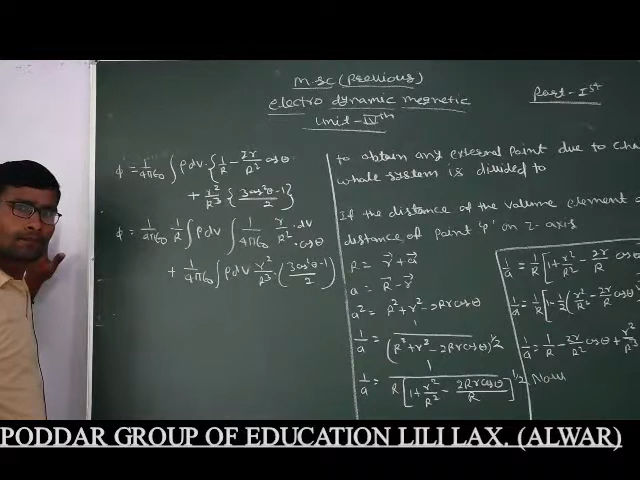 M.SC (Previous)
electro dynamic megnetic
Unit - IVth
Part - Ist
ϕ = 1/4πε₀ ∫ ρ dv · { 1/R - 2r/R² cosθ
+ r²/R³ { 3cos²θ-1 / 2 }
ϕ = 1/4πε₀ · 1/R ∫ ρdv ∫ 1/4πε₀ · r/R² · dv · cosθ
+ 1/4πε₀ ∫ ρ dv r²/R³ · ( 3cos²θ-1 / 2 )
to obtain any external point due to
whole system is divided to
If the distance of the volume element
distance of point 'p' on z-axis
R = r⃗ + a⃗
a = R⃗ - r⃗
a² = R² + r² - 2Rr cosθ
1/a = 1 / (R² + r² - 2Rr cosθ)^1/2
1/a = 1 / R [ 1 + r²/R² - 2Rr cosθ / R ]^1/2
1/a = 1/R [ 1 + r²/R² - 2r/R cosθ
1/a = 1/R [ 1 - 1/2 ( r²/R² - 2r/R cosθ
1/a = 1/R - 2r/R² cosθ + r²/R³
Now
PODDAR GROUP OF EDUCATION LILI LAX. (ALWAR)